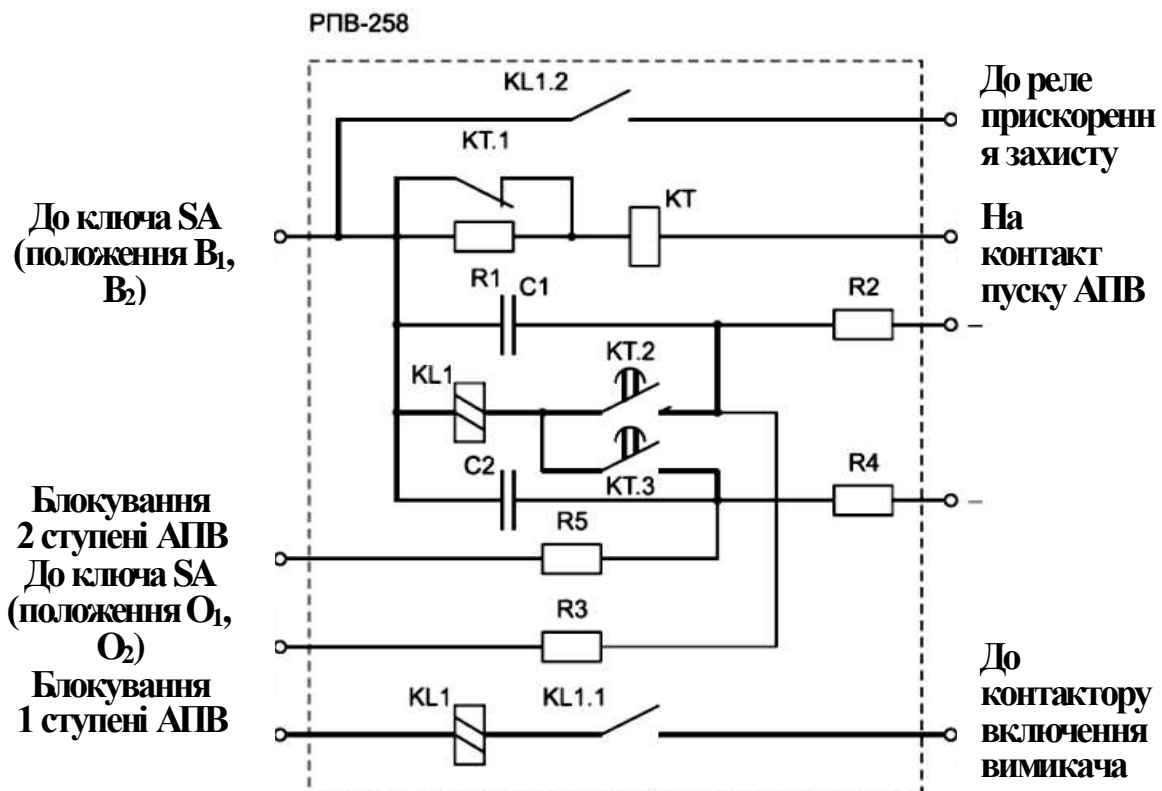 РПВ-258
KL1.2
До реле
прискоренн
я захисту
KT.1
KT
До ключа SA
(положення В1,
В2)
На
контакт
пуску АПВ
R1
C1
R2
–
KT.2
KL1
C2
KT.3
R4
–
Блокування
2 ступені АПВ
R5
До ключа SA
(положення О1,
О2)
R3
Блокування
1 ступені АПВ
KL1
KL1.1
До
контактору
включення
вимикача